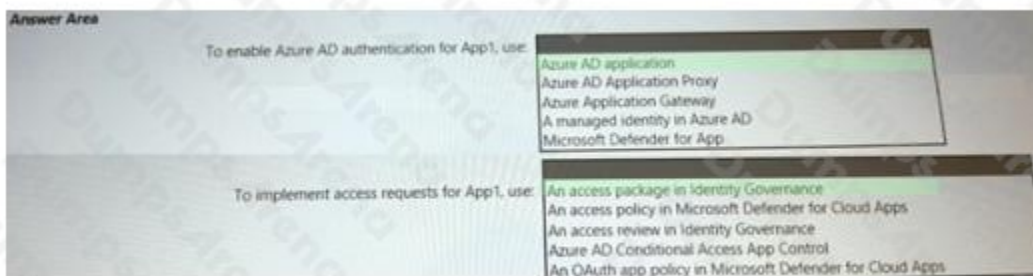 Answer Area
To enable Azure AD authentication for App1, use:
Azure AD application
Azure AD Application Proxy
Azure Application Gateway
A managed identity in Azure AD
Microsoft Defender for App
To implement access requests for App1, use:
An access package in Identity Governance
An access policy in Microsoft Defender for Cloud Apps
An access review in Identity Governance
Azure AD Conditional Access App Control
An OAuth app policy in Microsoft Defender for Cloud Apps